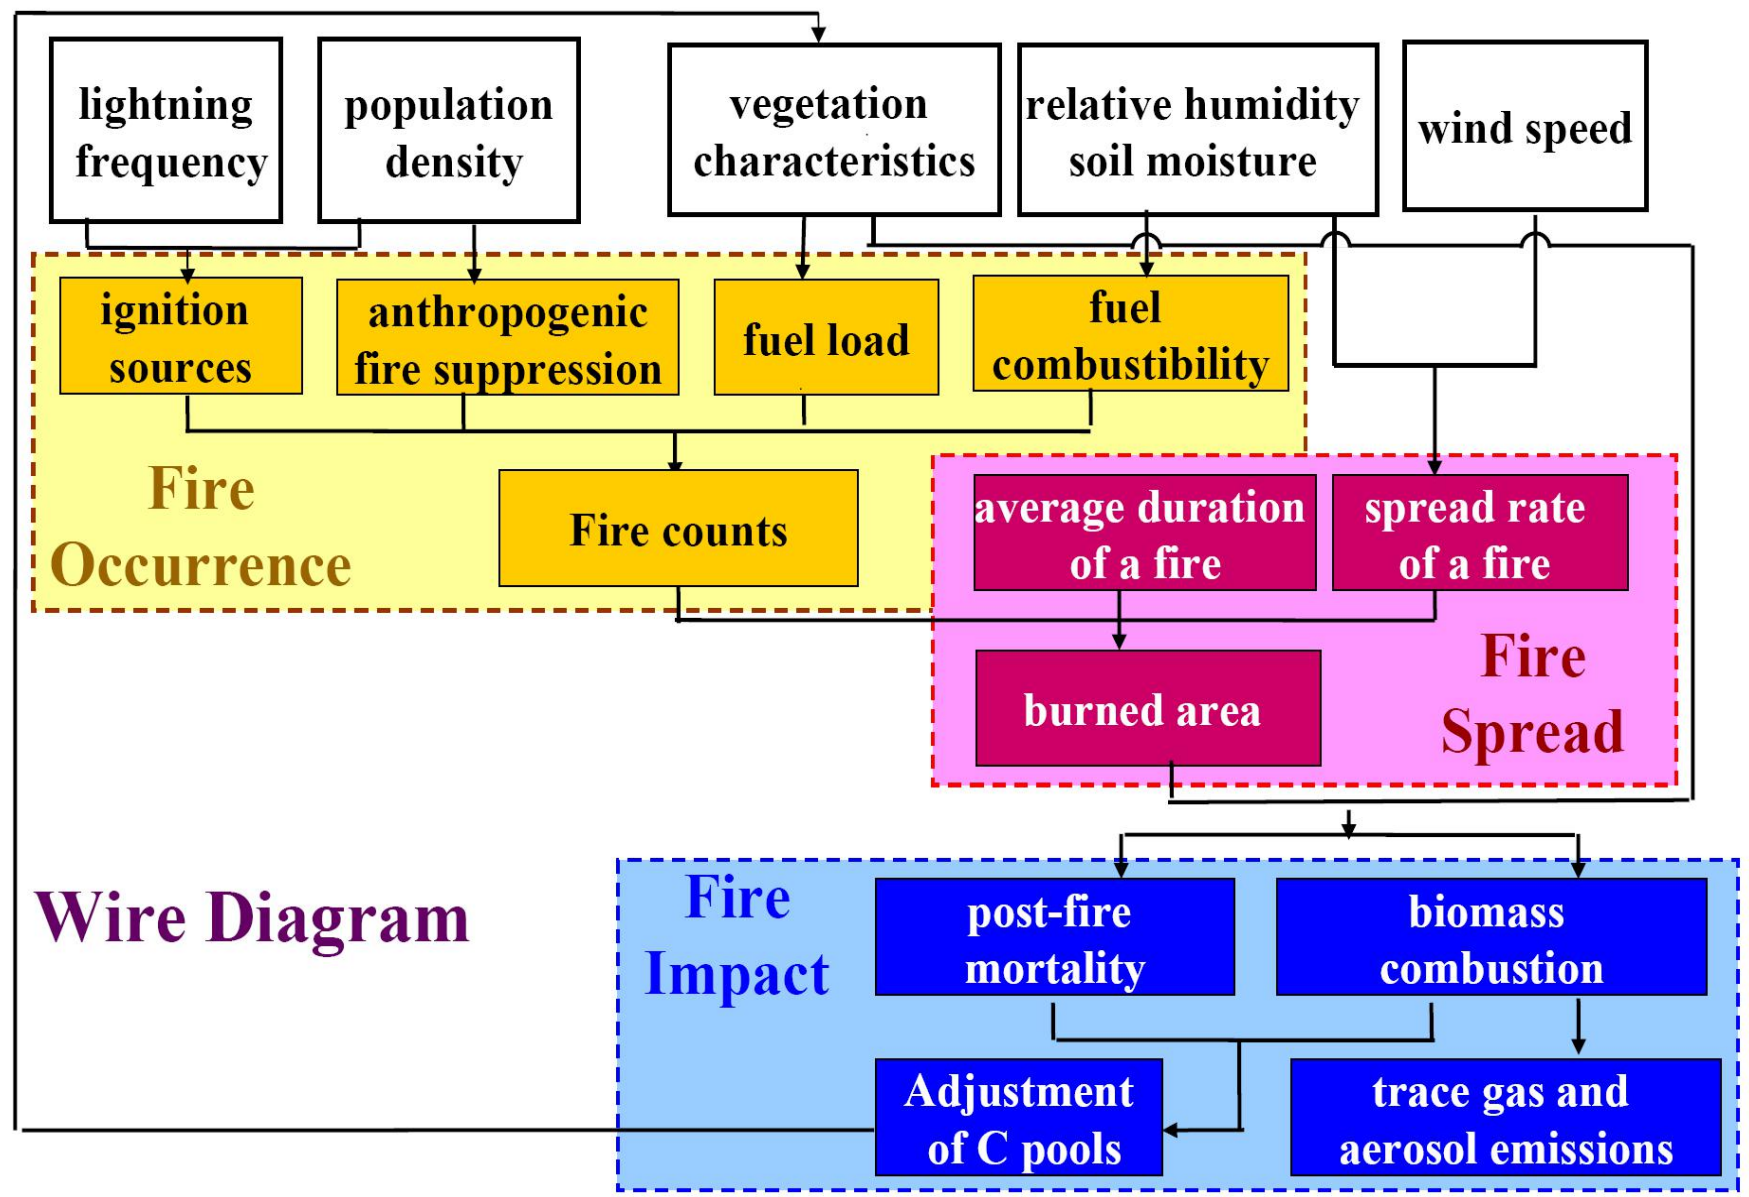 lightning
frequency
population
density
vegetation
characteristics
relative humidity
soil moisture
wind speed
ignition
sources
anthropogenic
fire suppression
fuel load
fuel
combustibility
Fire
Occurrence
Fire counts
average duration
of a fire
spread rate
of a fire
burned area
Fire
Spread
Wire Diagram
Fire
Impact
post-fire
mortality
biomass
combustion
Adjustment
of C pools
trace gas and
aerosol emissions